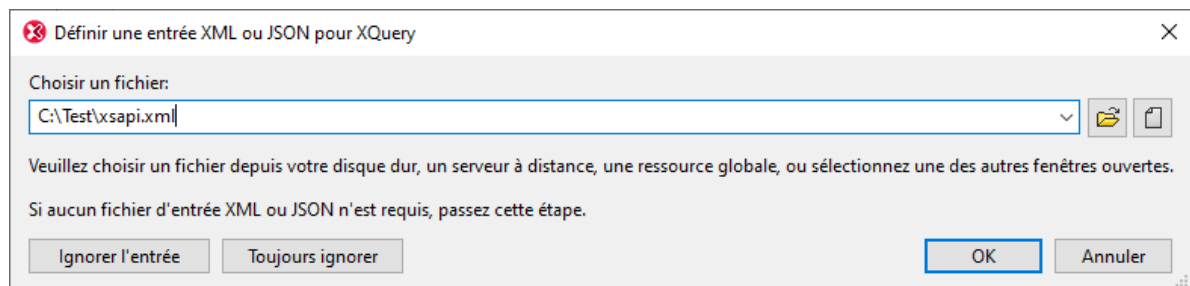 Définir une entrée XML ou JSON pour XQuery
Choisir un fichier:
C:\Test\xsapi.xml
Veuillez choisir un fichier depuis votre disque dur, un serveur à distance, une ressource globale, ou sélectionnez une des autres fenêtres ouvertes.
Si aucun fichier d'entrée XML ou JSON n'est requis, passez cette étape.
Ignorer l'entrée Toujours ignorer OK Annuler